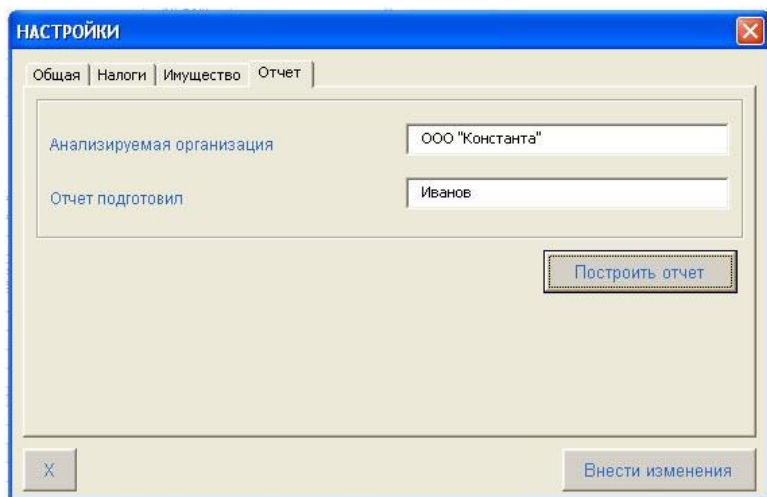 НАСТРОЙКИ
Общая Налоги Имущество Отчет
Анализируемая организация ООО "Константа"
Отчет подготовил Иванов
Построить отчет
X Внести изменения